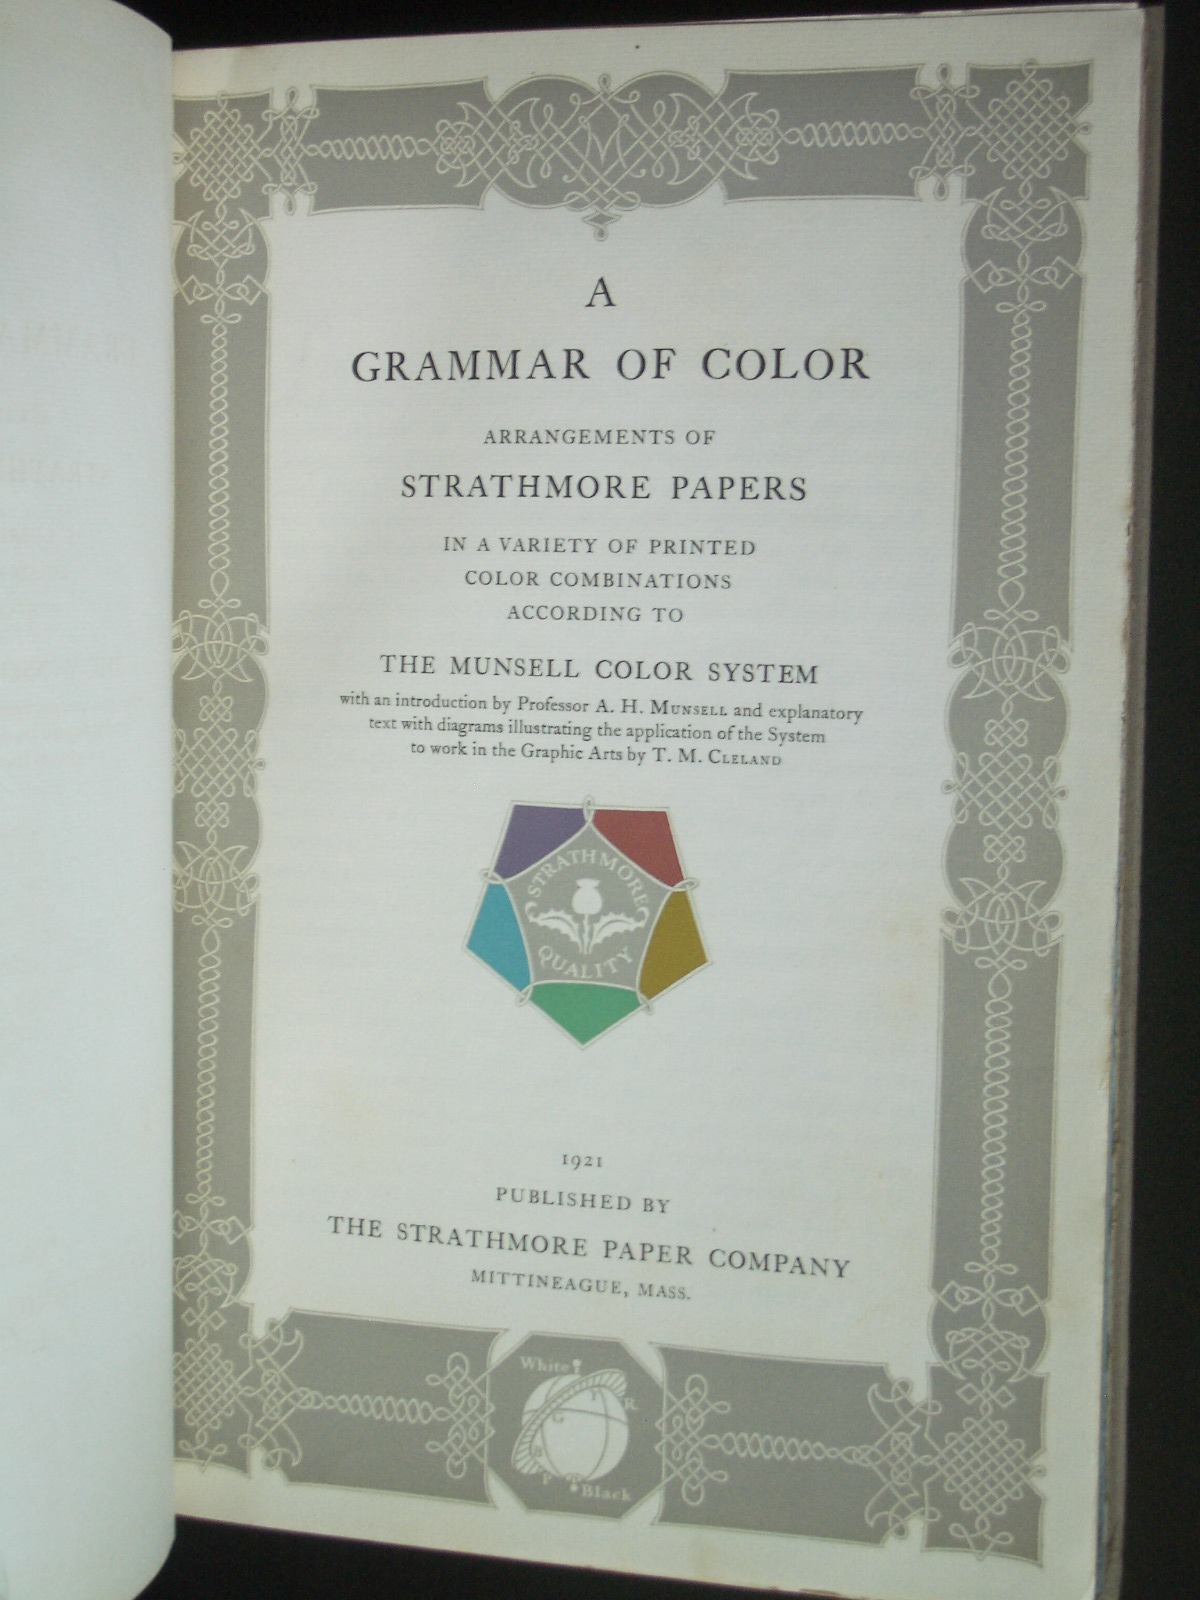 A
GRAMMAR OF COLOR
ARRANGEMENTS OF
STRATHMORE PAPERS
IN A VARIETY OF PRINTED
COLOR COMBINATIONS
ACCORDING TO
THE MUNSELL COLOR SYSTEM
with an introduction by Professor A. H. MUNSELL and explanatory
text with diagrams illustrating the application of the System
to work in the Graphic Arts by T. M. CLELAND
STRATHMORE
QUALITY
1921
PUBLISHED BY
THE STRATHMORE PAPER COMPANY
MITTINEAGUE, MASS.
White
Y
R
G
B
P
Black